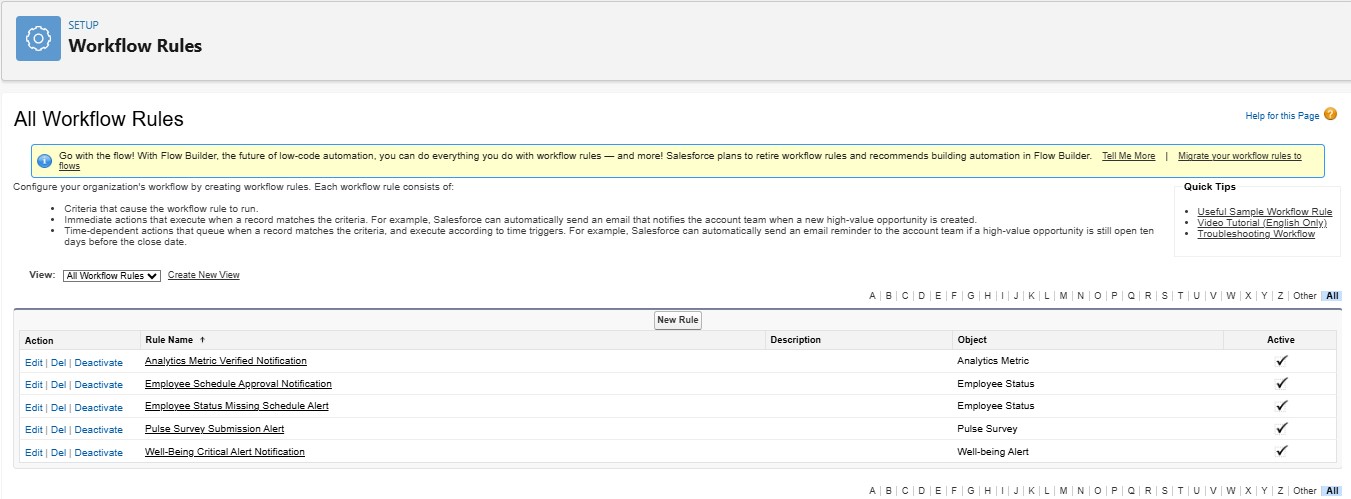 SETUP
Workflow Rules
All Workflow Rules
Help for this Page ?
i Go with the flow! With Flow Builder, the future of low-code automation, you can do everything you do with workflow rules — and more! Salesforce plans to retire workflow rules and recommends building automation in Flow Builder. Tell Me More | Migrate your workflow rules to
flows
Configure your organization's workflow by creating workflow rules. Each workflow rule consists of:
Quick Tips
• Criteria that cause the workflow rule to run.
• Immediate actions that execute when a record matches the criteria. For example, Salesforce can automatically send an email that notifies the account team when a new high-value opportunity is created.
• Time-dependent actions that queue when a record matches the criteria, and execute according to time triggers. For example, Salesforce can automatically send an email reminder to the account team if a high-value opportunity is still open ten
days before the close date.
• Useful Sample Workflow Rule
• Video Tutorial (English Only)
• Troubleshooting Workflow
View: All Workflow Rules Create New View
A | B | C | D | E | F | G | H | I | J | K | L | M | N | O | P | Q | R | S | T | U | V | W | X | Y | Z | Other | All
New Rule
Action Rule Name ↑ Description Object Active
Edit | Del | Deactivate Analytics Metric Verified Notification Analytics Metric ✓
Edit | Del | Deactivate Employee Schedule Approval Notification Employee Status ✓
Edit | Del | Deactivate Employee Status Missing Schedule Alert Employee Status ✓
Edit | Del | Deactivate Pulse Survey Submission Alert Pulse Survey ✓
Edit | Del | Deactivate Well-Being Critical Alert Notification Well-being Alert ✓
A | B | C | D | E | F | G | H | I | J | K | L | M | N | O | P | Q | R | S | T | U | V | W | X | Y | Z | Other | All